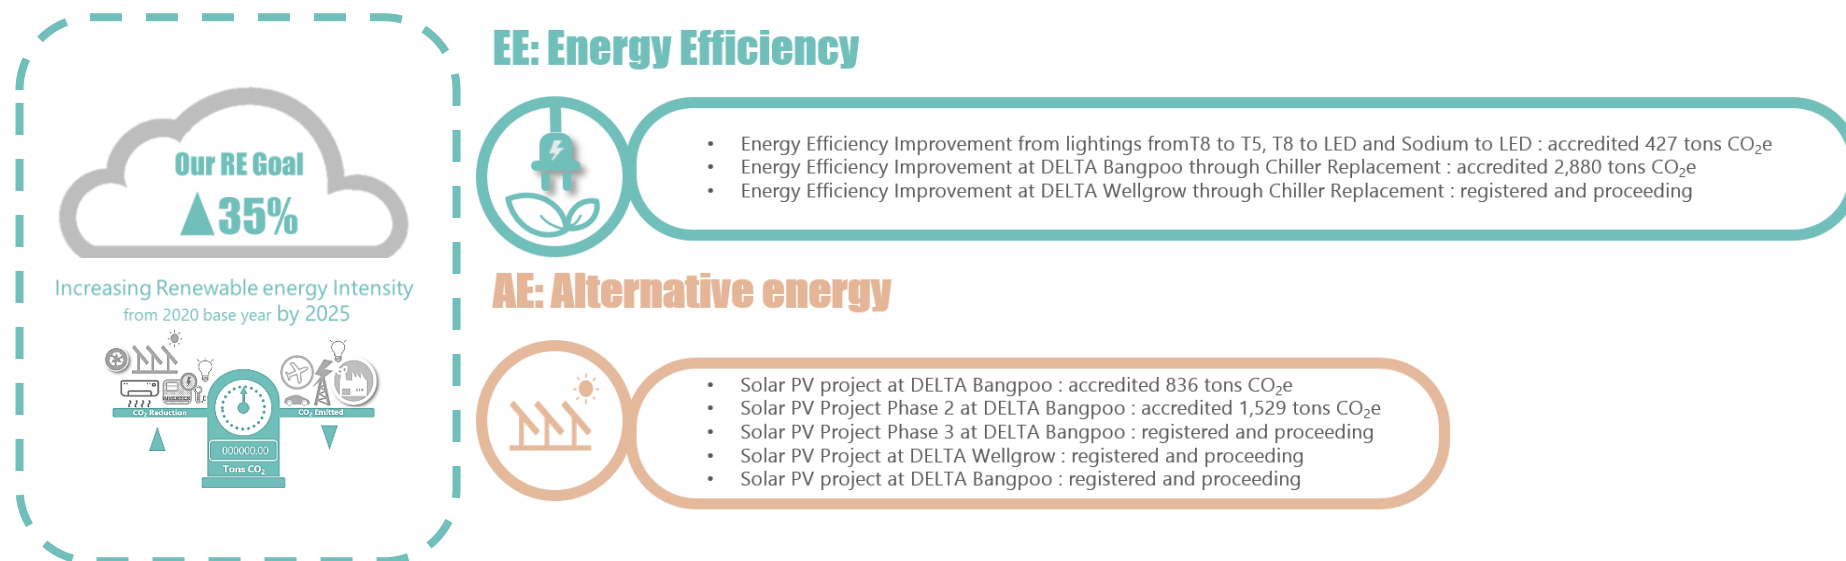 Our RE Goal
▲35%
Increasing Renewable energy Intensity
from 2020 base year by 2025
INVERTER
CO₂ Reduction
CO₂ Emitted
000000.00
Tons CO₂
EE: Energy Efficiency
• Energy Efficiency Improvement from lightings fromT8 to T5, T8 to LED and Sodium to LED : accredited 427 tons CO₂e
• Energy Efficiency Improvement at DELTA Bangpoo through Chiller Replacement : accredited 2,880 tons CO₂e
• Energy Efficiency Improvement at DELTA Wellgrow through Chiller Replacement : registered and proceeding
AE: Alternative energy
• Solar PV project at DELTA Bangpoo : accredited 836 tons CO₂e
• Solar PV Project Phase 2 at DELTA Bangpoo : accredited 1,529 tons CO₂e
• Solar PV Project Phase 3 at DELTA Bangpoo : registered and proceeding
• Solar PV Project at DELTA Wellgrow : registered and proceeding
• Solar PV project at DELTA Bangpoo : registered and proceeding